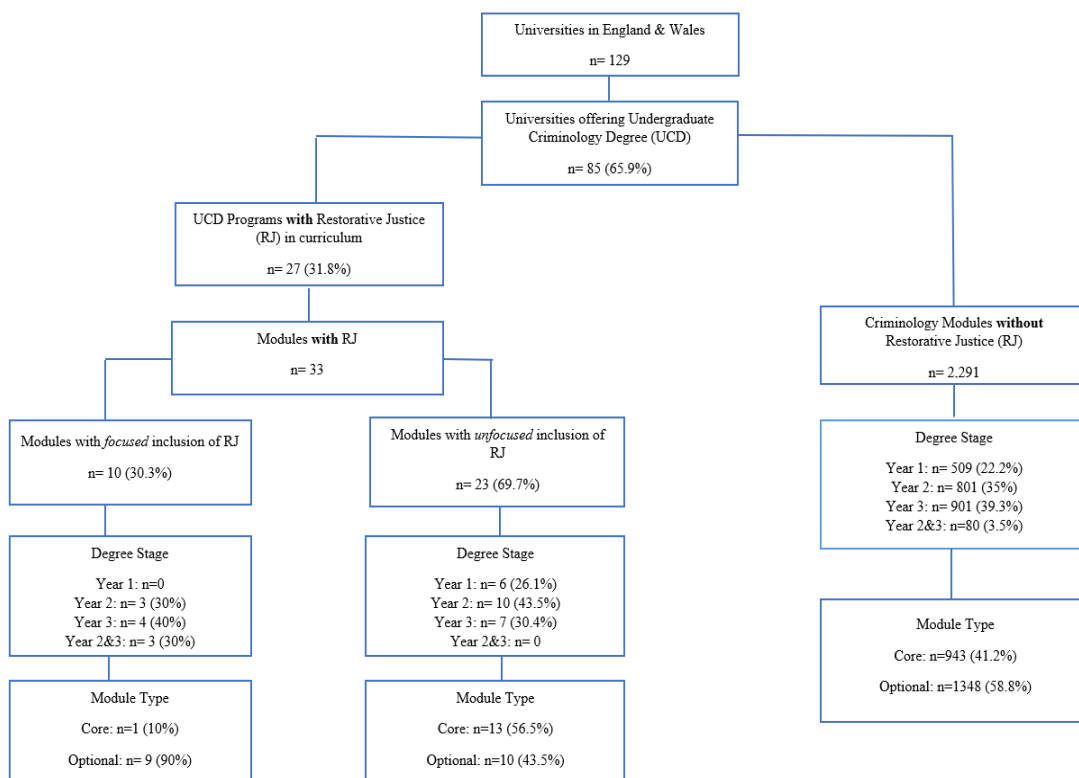 Universities in England & Wales
n= 129
Universities offering Undergraduate
Criminology Degree (UCD)
n= 85 (65.9%)
UCD Programs with Restorative Justice
(RJ) in curriculum
n= 27 (31.8%)
Modules with RJ
n= 33
Criminology Modules without
Restorative Justice (RJ)
n= 2,291
Modules with focused inclusion of RJ
n= 10 (30.3%)
Modules with unfocused inclusion of
RJ
n= 23 (69.7%)
Degree Stage
Year 1: n= 509 (22.2%)
Year 2: n= 801 (35%)
Year 3: n= 901 (39.3%)
Year 2&3: n=80 (3.5%)
Degree Stage
Year 1: n=0
Year 2: n= 3 (30%)
Year 3: n= 4 (40%)
Year 2&3: n= 3 (30%)
Degree Stage
Year 1: n= 6 (26.1%)
Year 2: n= 10 (43.5%)
Year 3: n= 7 (30.4%)
Year 2&3: n= 0
Module Type
Core: n=943 (41.2%)
Optional: n=1348 (58.8%)
Module Type
Core: n=1 (10%)
Optional: n= 9 (90%)
Module Type
Core: n=13 (56.5%)
Optional: n=10 (43.5%)